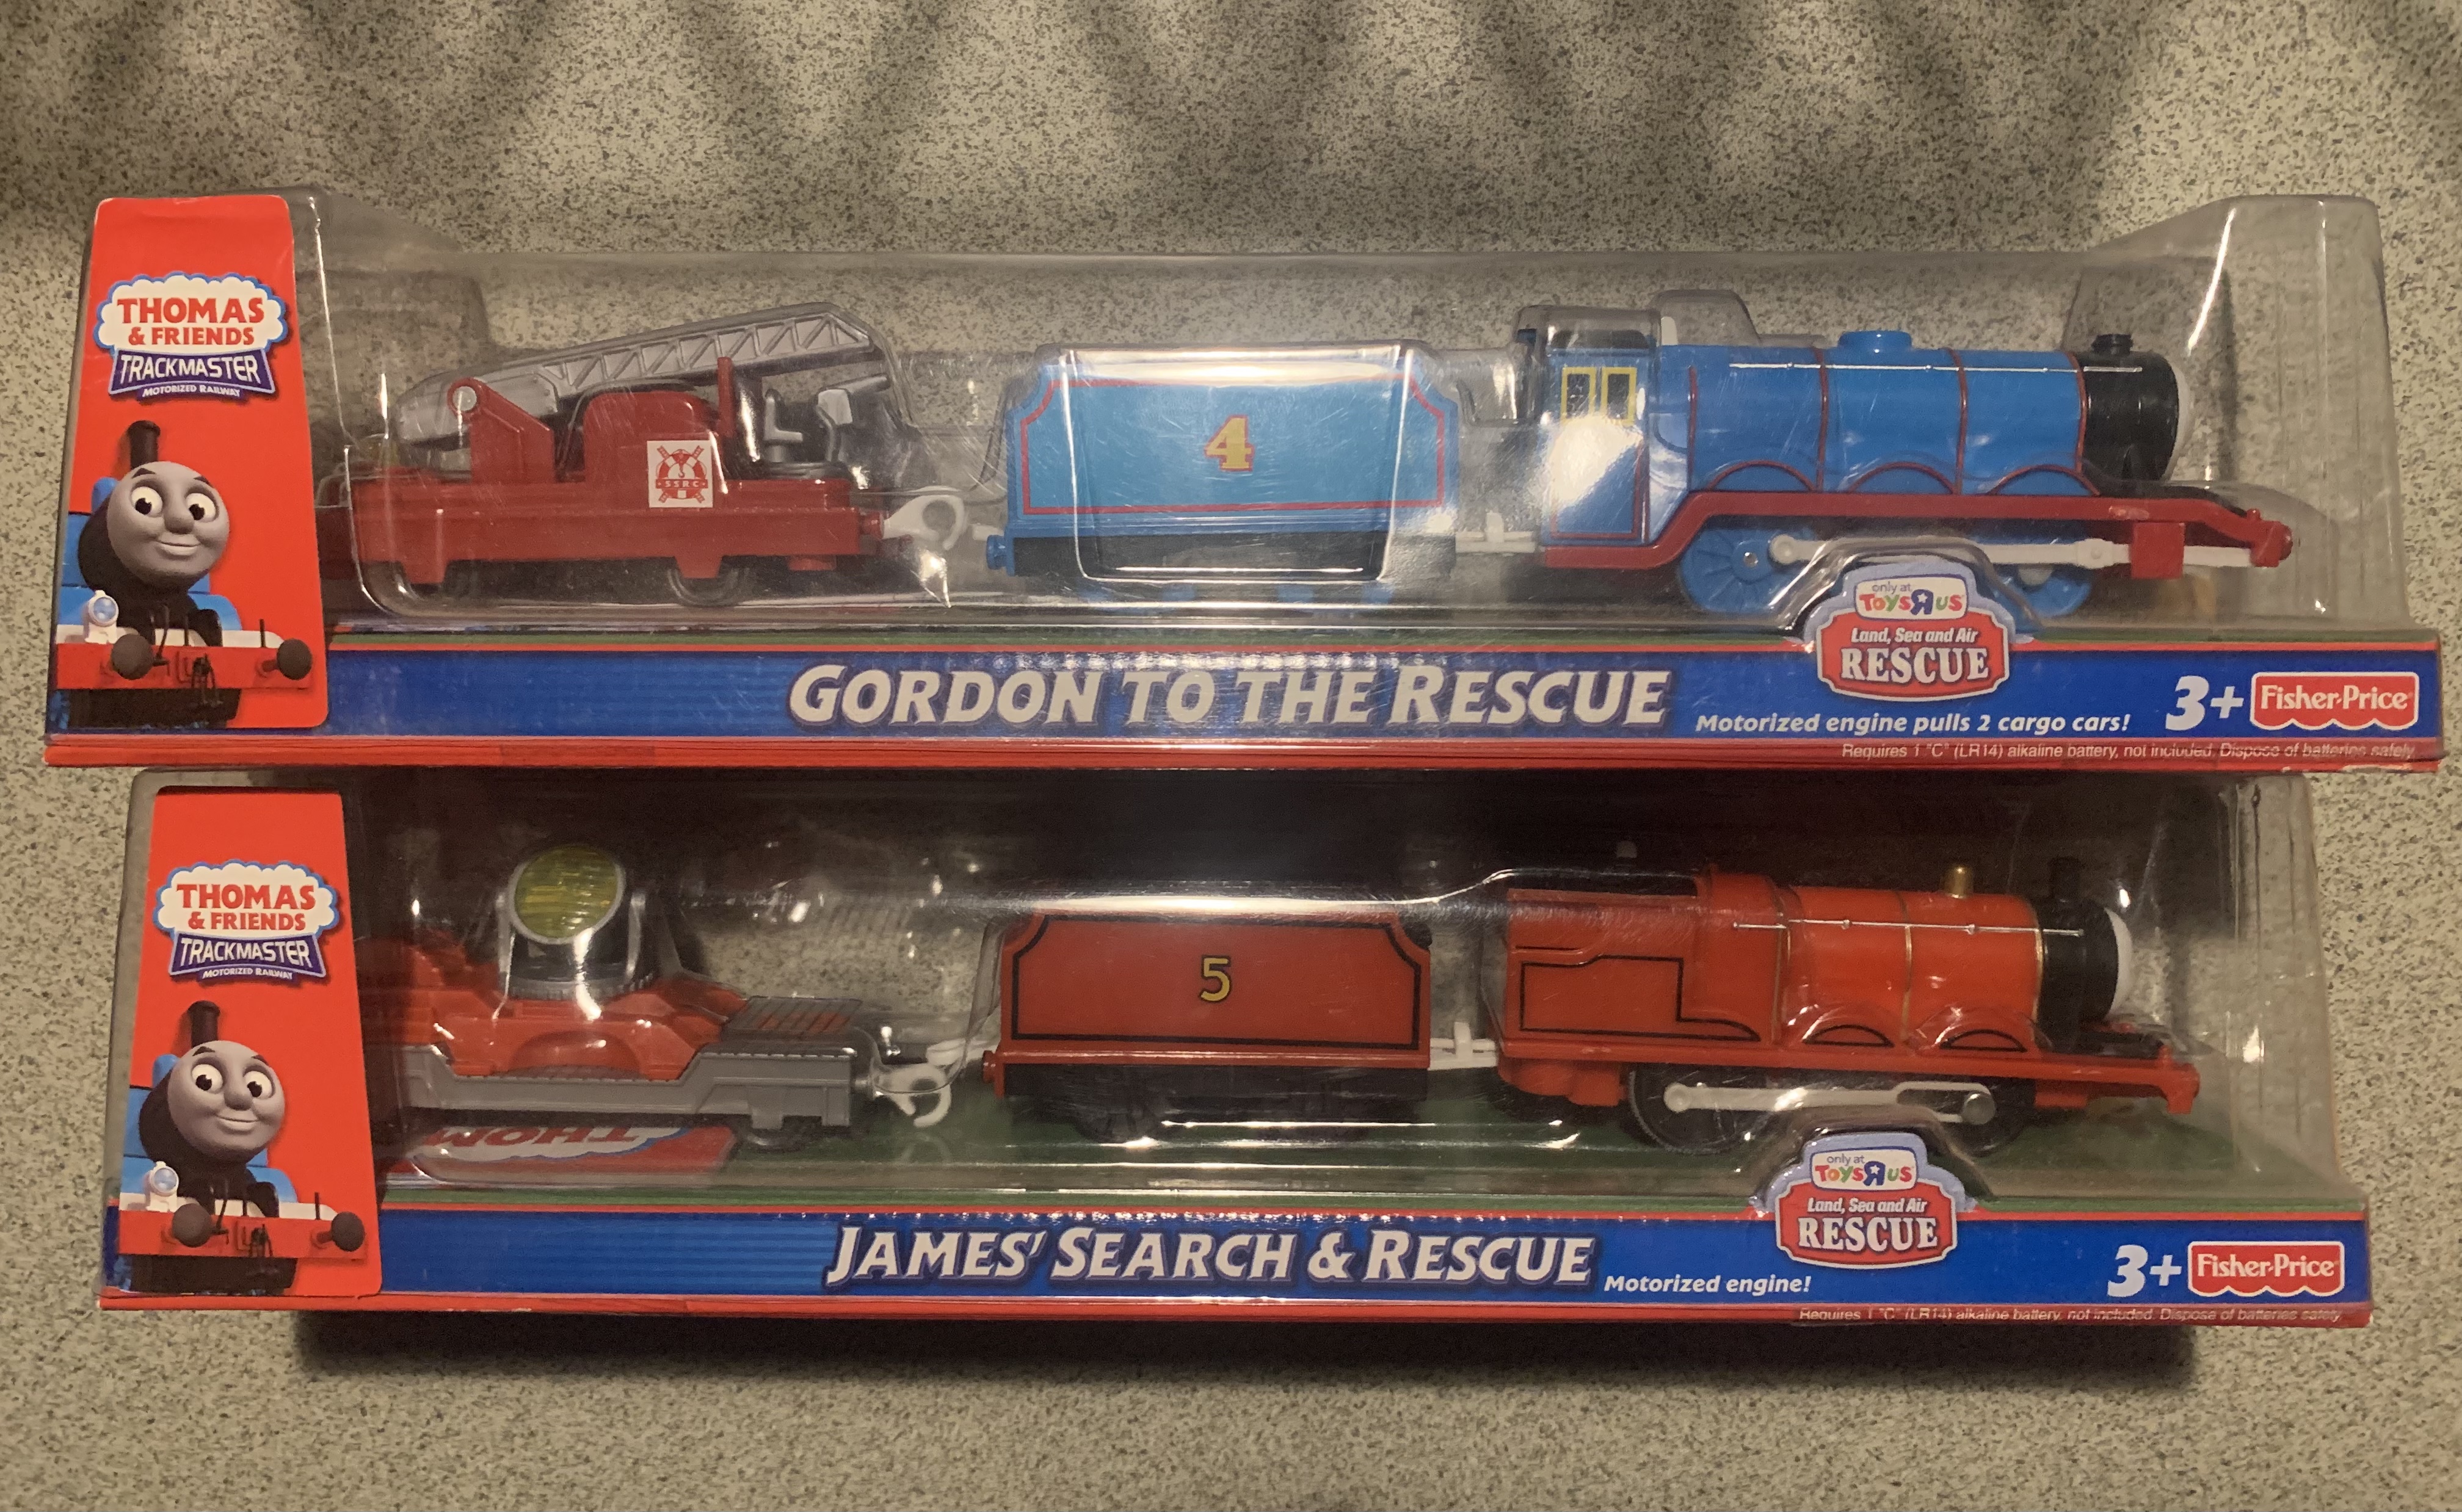 THOMAS
& FRIENDS
TRACKMASTER
MOTORIZED RAILWAY
SSRC
4
only at
TOYSRUS
Land, Sea and Air
RESCUE
GORDON TO THE RESCUE
Motorized engine pulls 2 cargo cars!
3+
Fisher-Price
Requires 1 "C" (LR14) alkaline battery, not included. Dispose of batteries safely.
THOMAS
& FRIENDS
TRACKMASTER
MOTORIZED RAILWAY
5
THOM
only at
TOYSRUS
Land, Sea and Air
RESCUE
JAMES' SEARCH & RESCUE
Motorized engine!
3+
Fisher-Price
Requires 1 "C" (LR14) alkaline battery, not included. Dispose of batteries safely.